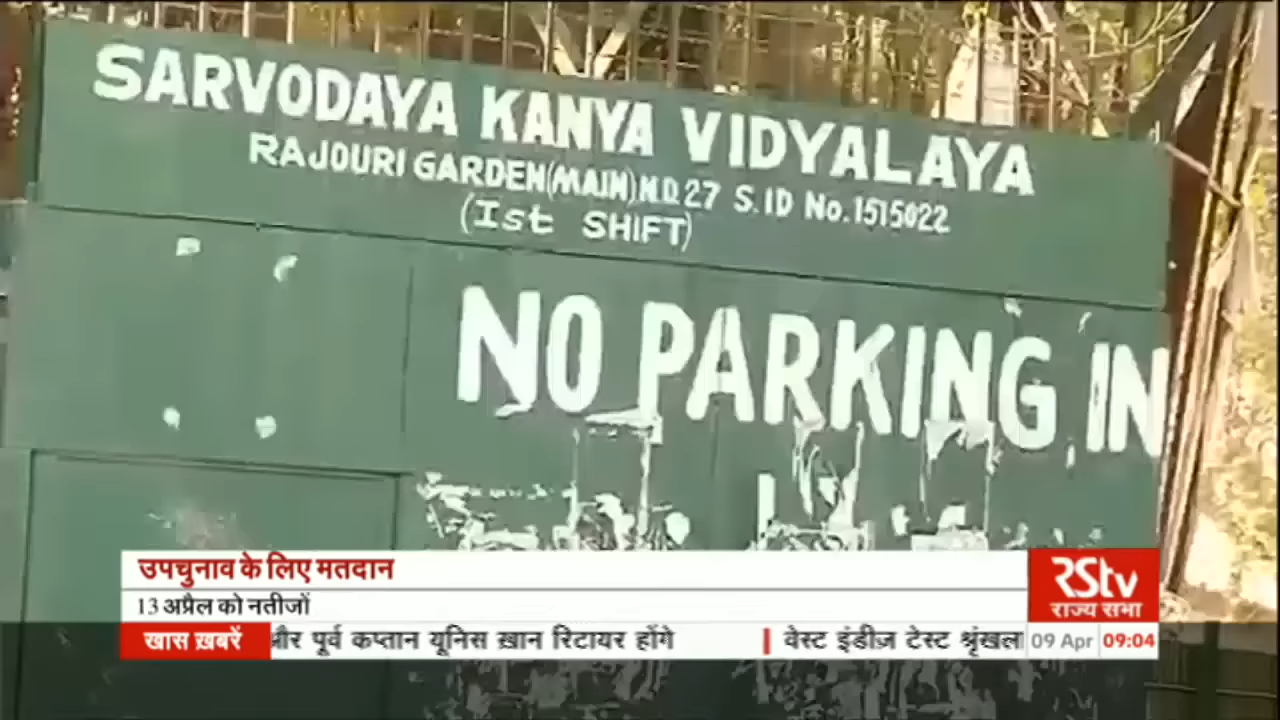 SARVODAYA KANYA VIDYALAYA
RAJOURI GARDEN(MAIN) N.D. 27 S.ID No.1515022
(Ist SHIFT)
NO PARKING IN
उपचुनाव के लिए मतदान
13 अप्रैल को नतीजों
RStv
राज्य सभा
खास ख़बरें और पूर्व कप्तान यूनिस ख़ान रिटायर होंगे | वेस्ट इंडीज़ टेस्ट श्रृंखला 09 Apr 09:04